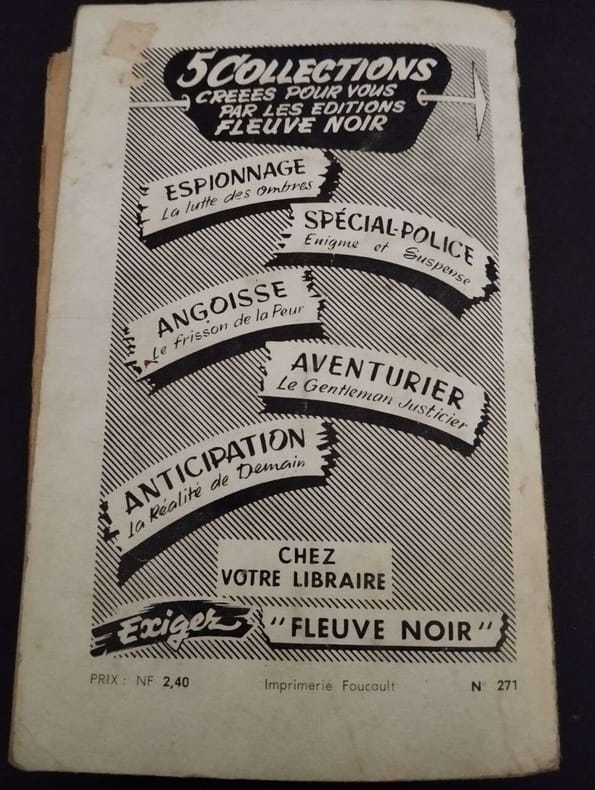 5 COLLECTIONS
CREEES POUR VOUS
PAR LES EDITIONS
FLEUVE NOIR
ESPIONNAGE
La lutte des ombres
SPÉCIAL-POLICE
Enigme et Suspense
ANGOISSE
Le frisson de la Peur
AVENTURIER
Le Gentleman Justicier
ANTICIPATION
La Réalité de Demain
CHEZ
VOTRE LIBRAIRE
Exigez "FLEUVE NOIR"
PRIX : NF 2,40 Imprimerie Foucault N° 271